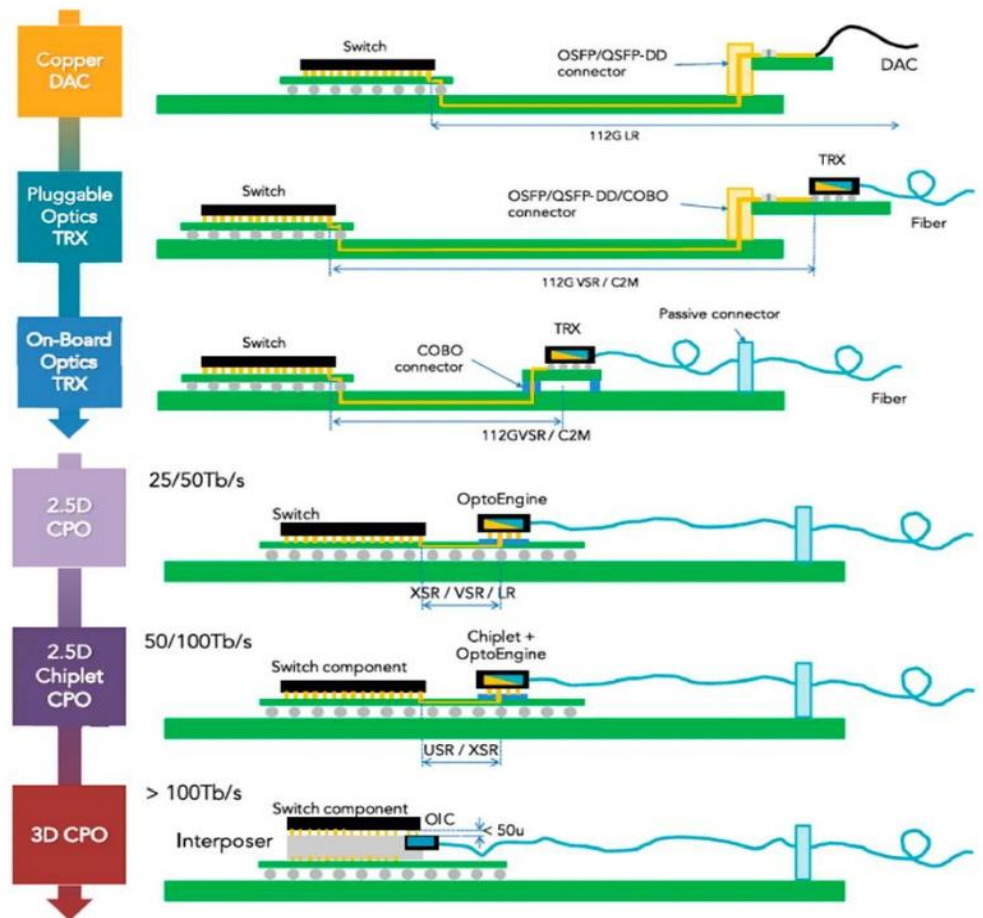 Copper
DAC
Switch
OSFP/QSFP-DD
connector
DAC
112G LR
Pluggable
Optics
TRX
Switch
OSFP/QSFP-DD/COBO
connector
TRX
Fiber
112G VSR / C2M
On-Board
Optics
TRX
Switch
COBO
connector
TRX
Passive connector
Fiber
112GVSR / C2M
2.5D
CPO
25/50Tb/s
Switch
OptoEngine
XSR / VSR / LR
2.5D
Chiplet
CPO
50/100Tb/s
Switch component
Chiplet +
OptoEngine
USR / XSR
3D CPO
> 100Tb/s
Switch component
Interposer
OIC
< 50u